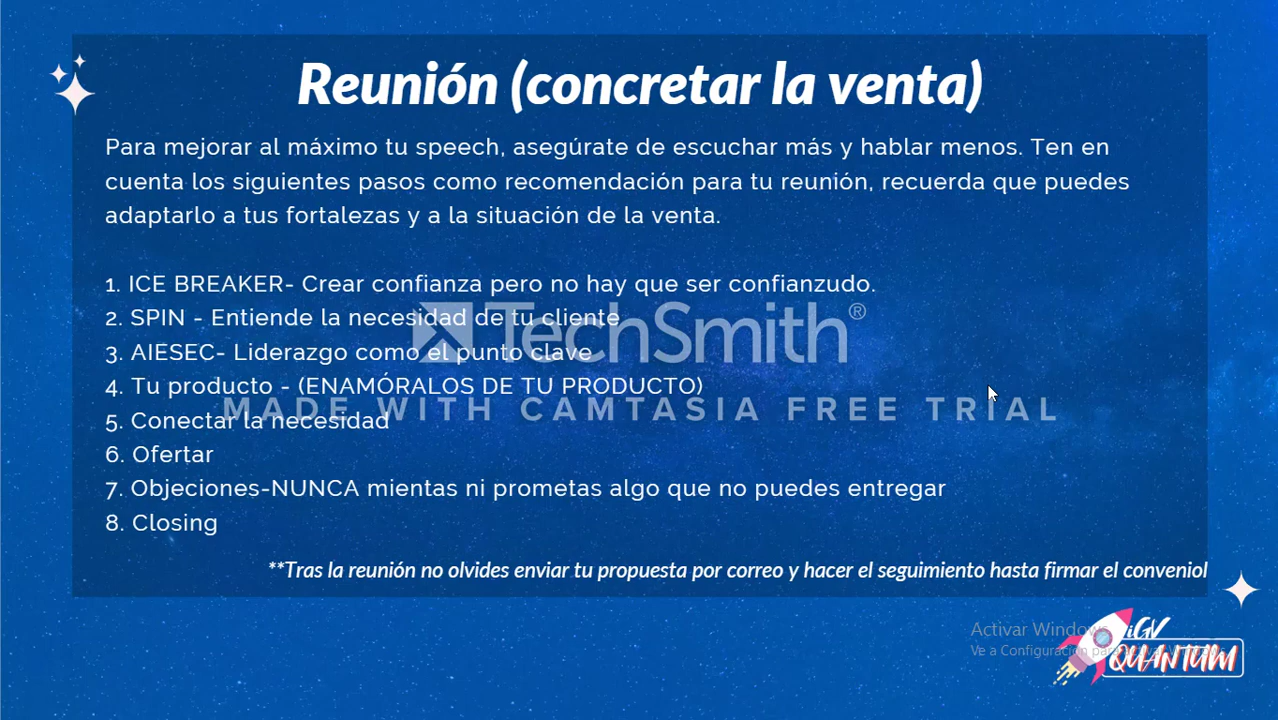 Reunión (concretar la venta)
Para mejorar al máximo tu speech, asegúrate de escuchar más y hablar menos. Ten en
cuenta los siguientes pasos como recomendación para tu reunión, recuerda que puedes
adaptarlo a tus fortalezas y a la situación de la venta.
1. ICE BREAKER- Crear confianza pero no hay que ser confianzudo.
2. SPIN - Entiende la necesidad de tu cliente
3. AIESEC- Liderazgo como el punto clave
4. Tu producto - (ENAMÓRALOS DE TU PRODUCTO)
5. Conectar la necesidad
6. Ofertar
7. Objeciones-NUNCA mientas ni prometas algo que no puedes entregar
8. Closing
TechSmith®
MADE WITH CAMTASIA FREE TRIAL
**Tras la reunión no olvides enviar tu propuesta por correo y hacer el seguimiento hasta firmar el conveniol
Activar Windows
Ve a Configuración para activar Windows.
iGV
QUANTUM